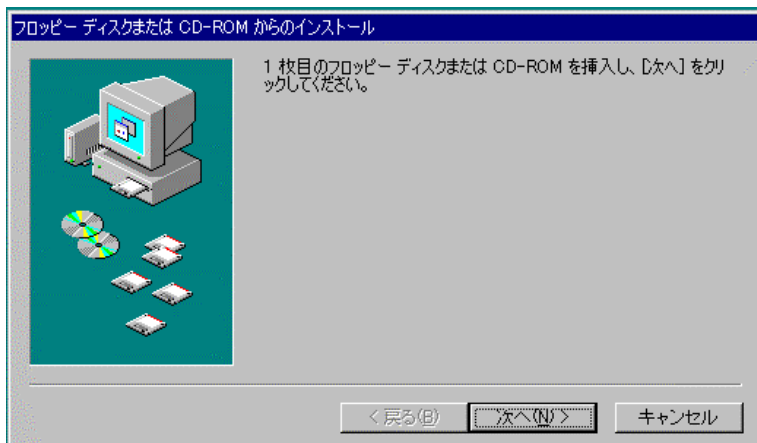 フロッピー ディスクまたは CD-ROM からのインストール
1 枚目のフロッピー ディスクまたは CD-ROM を挿入し、[次へ] をクリ
ックしてください。
< 戻る(B)
次へ(N) >
キャンセル